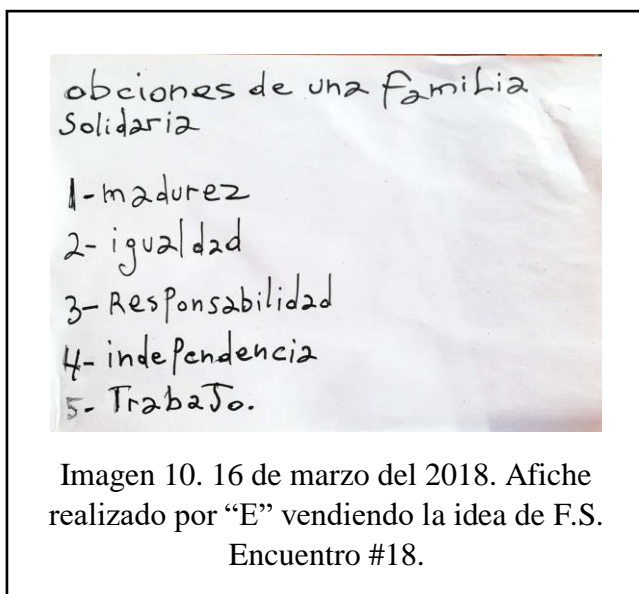 obciones de una familia
Solidaria
1-madurez
2- igualdad
3- Responsabilidad
4- independencia
5- TrabaJo.
Imagen 10. 16 de marzo del 2018. Afiche
realizado por “E” vendiendo la idea de F.S.
Encuentro #18.